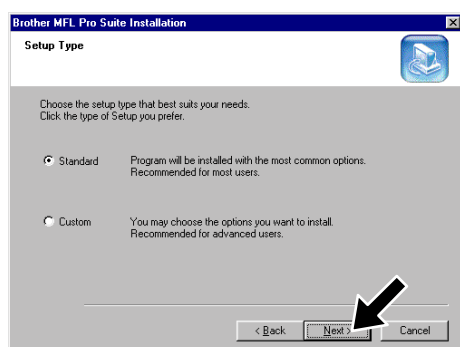 Brother MFL Pro Suite Installation
Setup Type
Choose the setup type that best suits your needs.
Click the type of Setup you prefer.
Standard
Program will be installed with the most common options.
Recommended for most users.
Custom
You may choose the options you want to install.
Recommended for advanced users.
< Back
Next >
Cancel